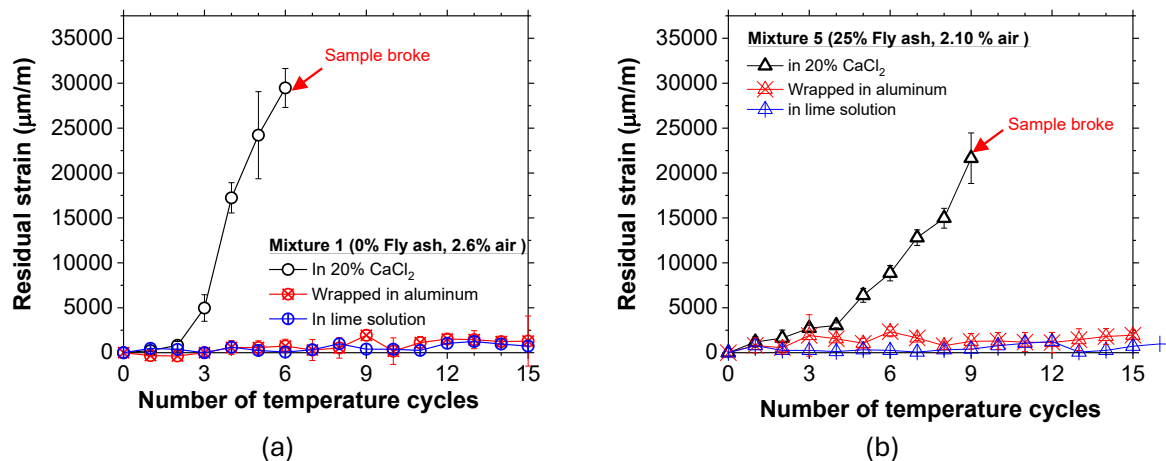 35000
30000
25000
20000
15000
10000
5000
0
Residual strain (μm/m)
Sample broke
Mixture 1 (0% Fly ash, 2.6% air )
In 20% CaCl₂
Wrapped in aluminum
In lime solution
0 3 6 9 12 15
Number of temperature cycles
(a)
35000
30000
25000
20000
15000
10000
5000
0
Residual strain (μm/m)
Mixture 5 (25% Fly ash, 2.10 % air )
in 20% CaCl₂
Wrapped in aluminum
in lime solution
Sample broke
0 3 6 9 12 15
Number of temperature cycles
(b)